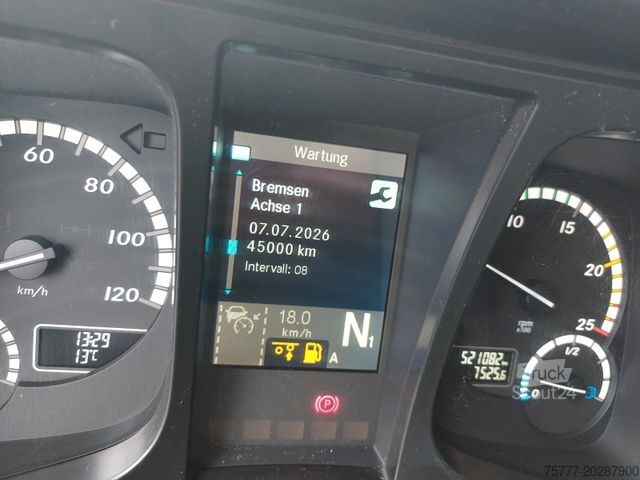 60
80
100
120
km/h
13:29
13°C
Wartung
Bremsen
Achse 1
07.07.2026
45000 km
Intervall: 08
18.0
km/h
N1
A
(P)
10
15
20
25
rpm
x100
521082
7525.6
1/2
0
Truck
Scout24
75777-20287900